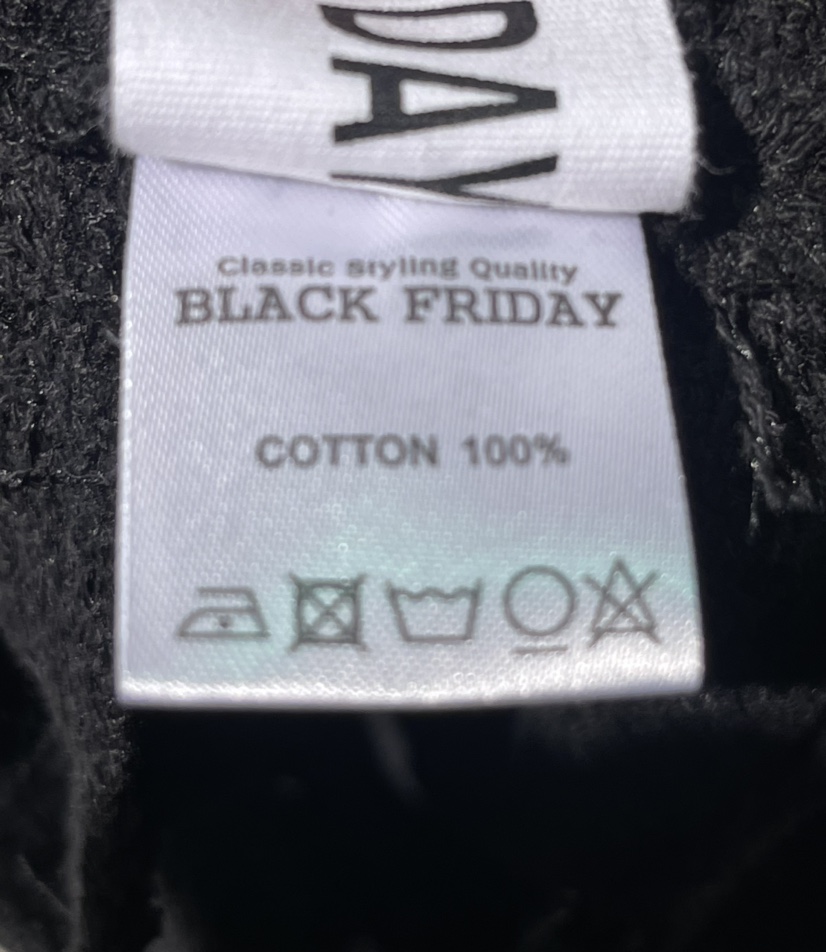 DAY
Classic Styling Quality
BLACK FRIDAY
COTTON 100%